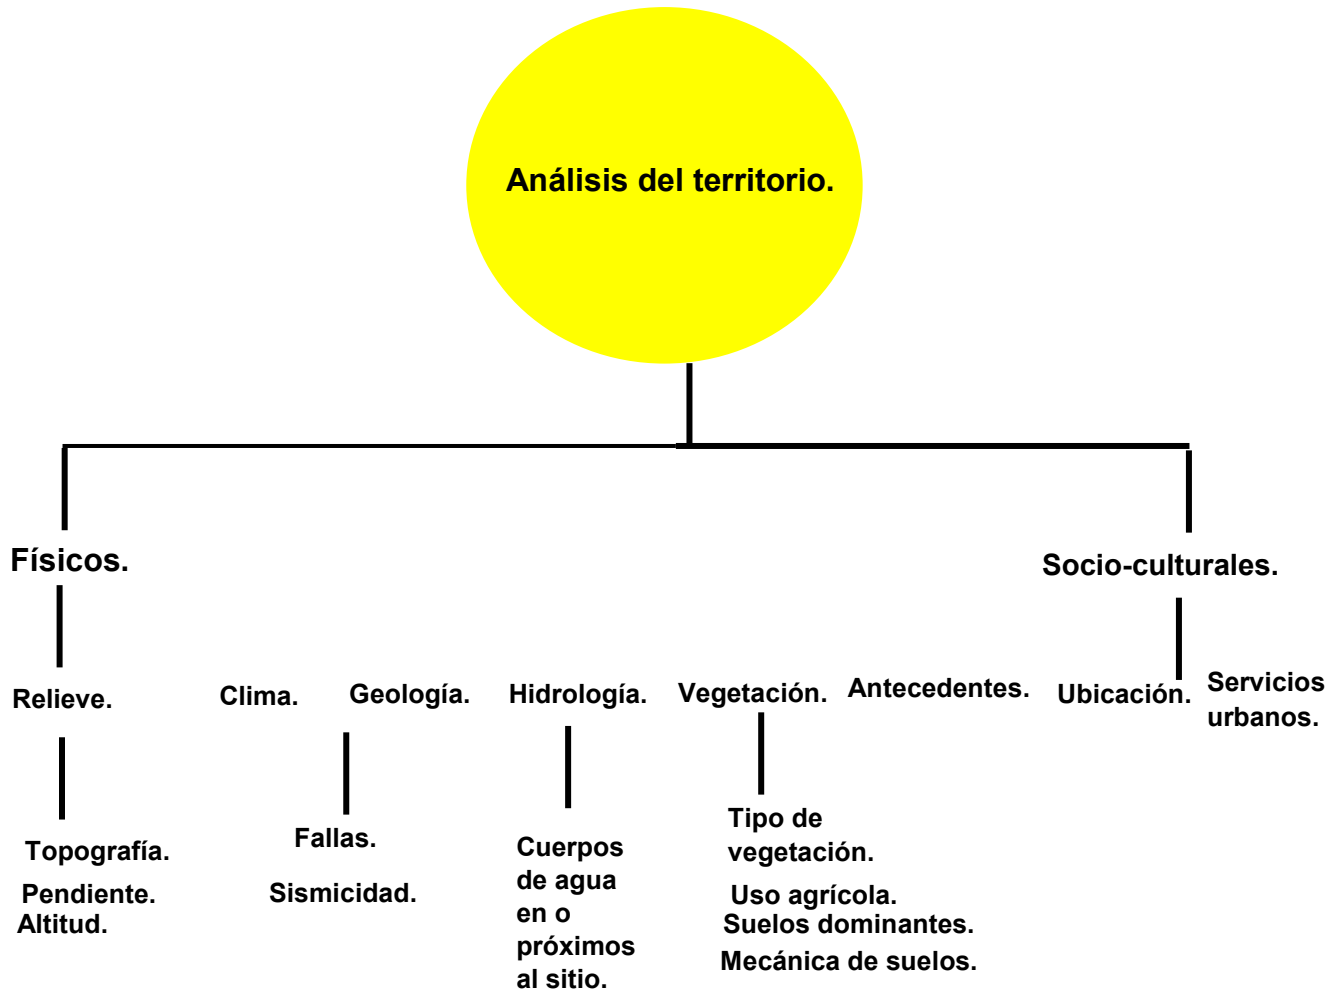 Análisis del territorio.
Físicos.
Socio-culturales.
Relieve.
Clima.
Geología.
Hidrología.
Vegetación.
Antecedentes.
Ubicación.
Servicios
urbanos.
Topografía.
Pendiente.
Altitud.
Fallas.
Sismicidad.
Cuerpos
de agua
en o
próximos
al sitio.
Tipo de
vegetación.
Uso agrícola.
Suelos dominantes.
Mecánica de suelos.